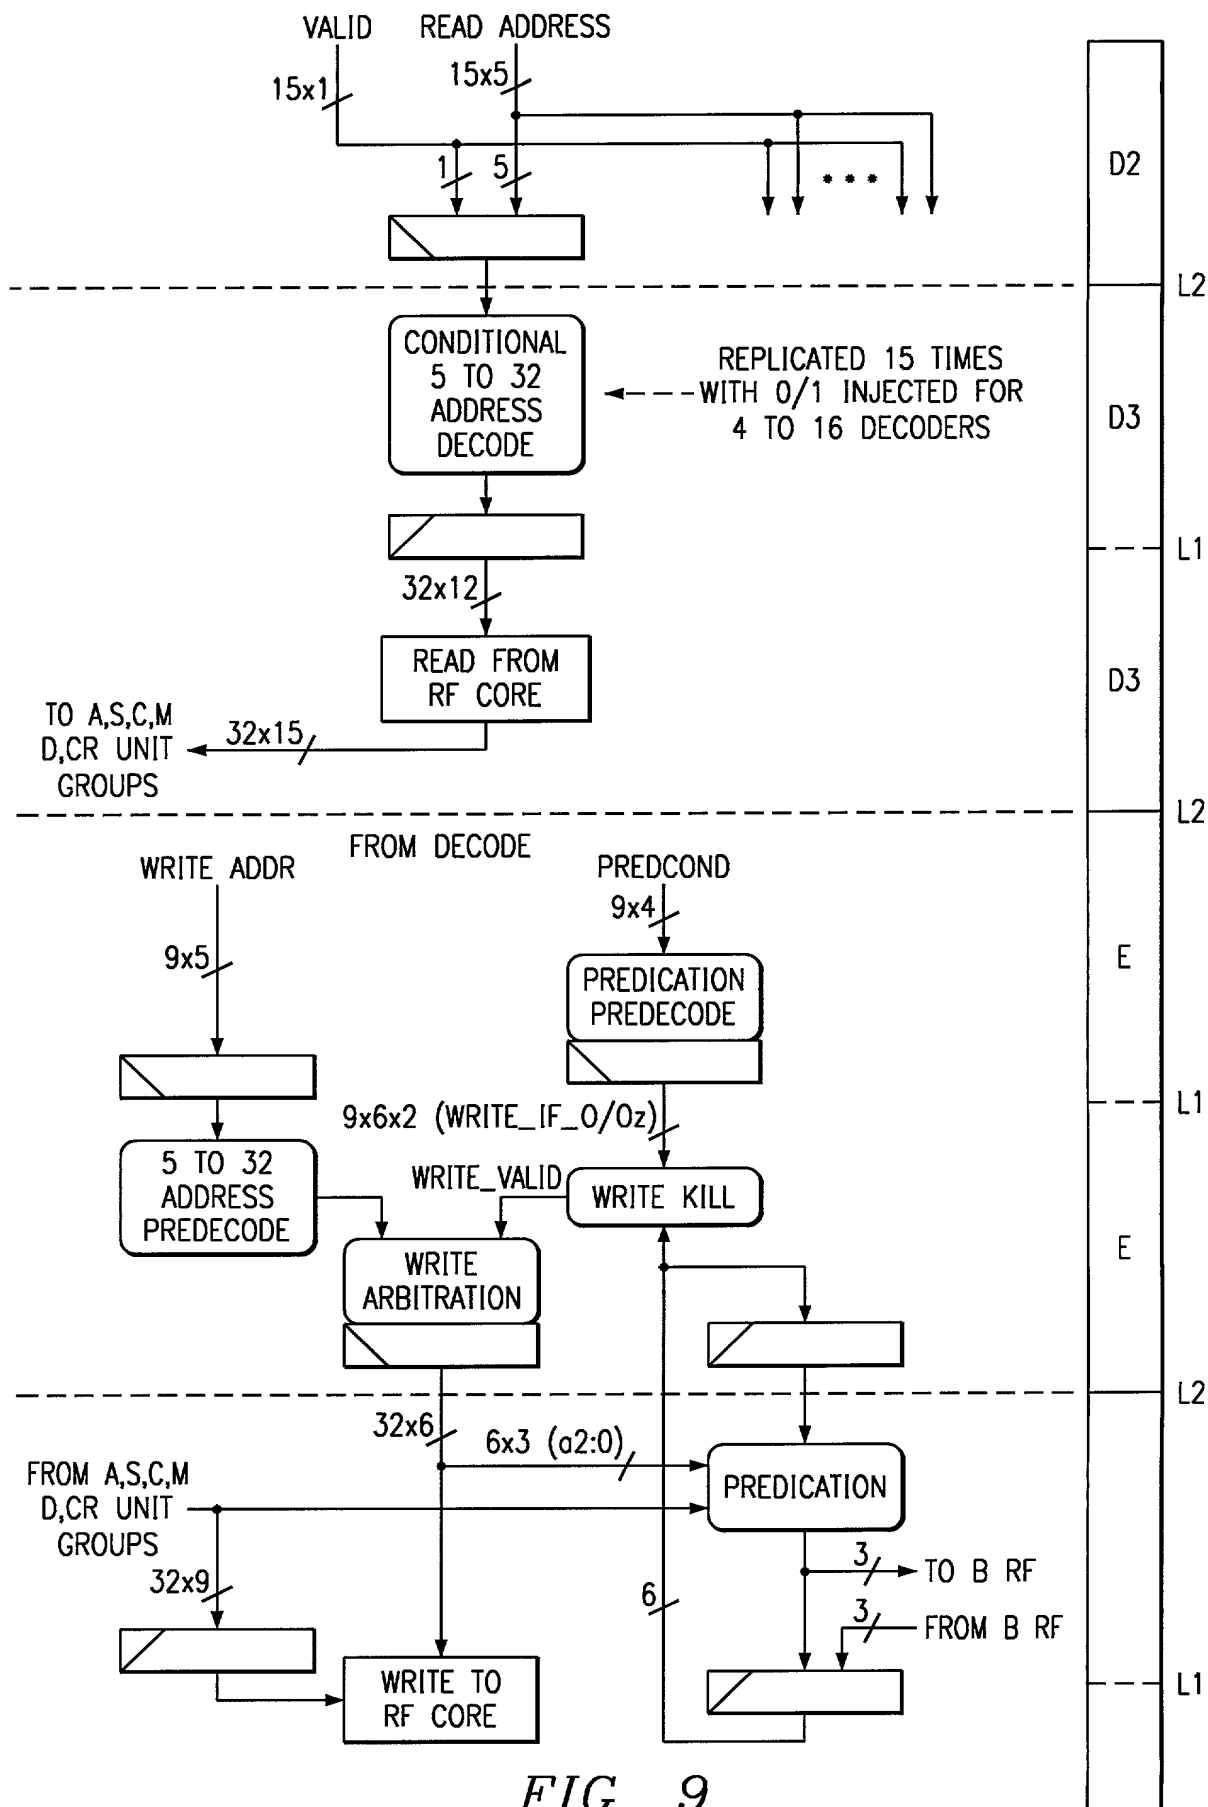 VALID
READ ADDRESS
15x1
15x5
1
5
* * *
D2
L2
CONDITIONAL
5 TO 32
ADDRESS
DECODE
REPLICATED 15 TIMES
WITH 0/1 INJECTED FOR
4 TO 16 DECODERS
D3
L1
32x12
READ FROM
RF CORE
D3
TO A,S,C,M
D,CR UNIT
GROUPS
32x15
L2
FROM DECODE
WRITE ADDR
PREDCOND
9x4
9x5
PREDICATION
PREDECODE
E
L1
9x6x2 (WRITE_IF_0/0z)
5 TO 32
ADDRESS
PREDECODE
WRITE_VALID
WRITE KILL
WRITE
ARBITRATION
E
L2
32x6
6x3 (a2:0)
FROM A,S,C,M
D,CR UNIT
GROUPS
PREDICATION
32x9
6
3
TO B RF
3
FROM B RF
WRITE TO
RF CORE
L1
FIG. 9